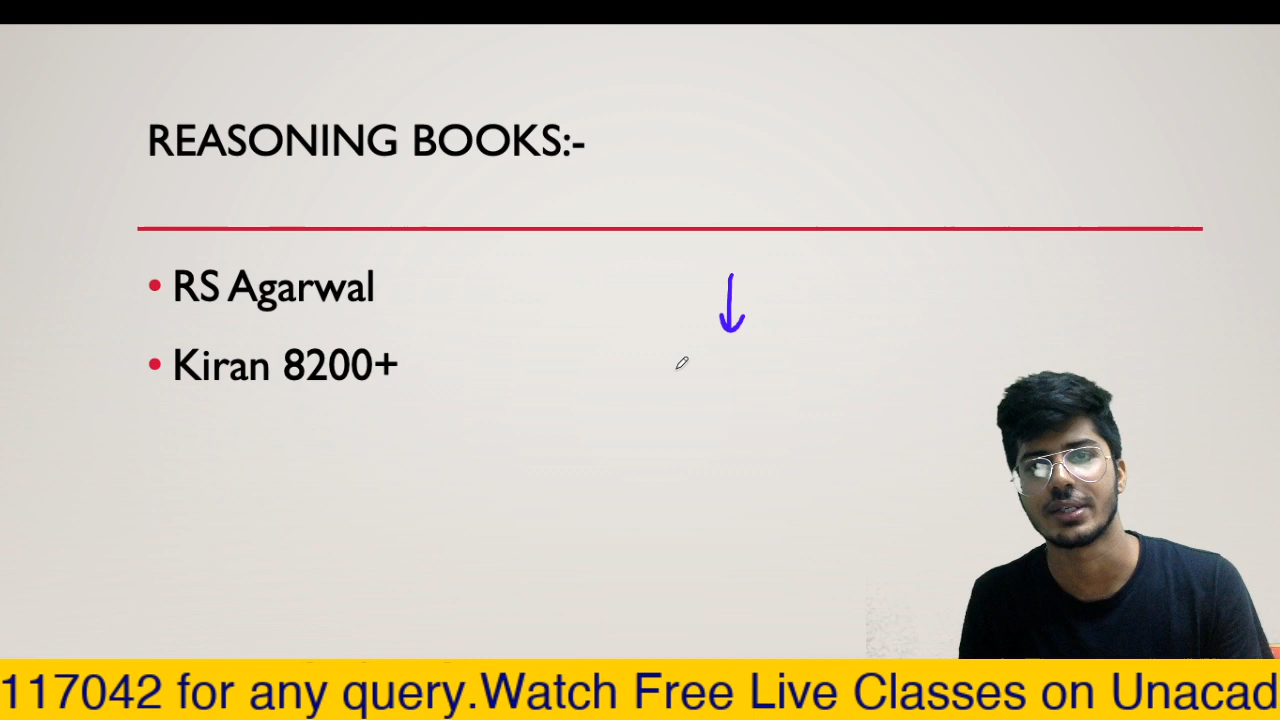 REASONING BOOKS:-
• RS Agarwal
• Kiran 8200+
117042 for any query.Watch Free Live Classes on Unacad